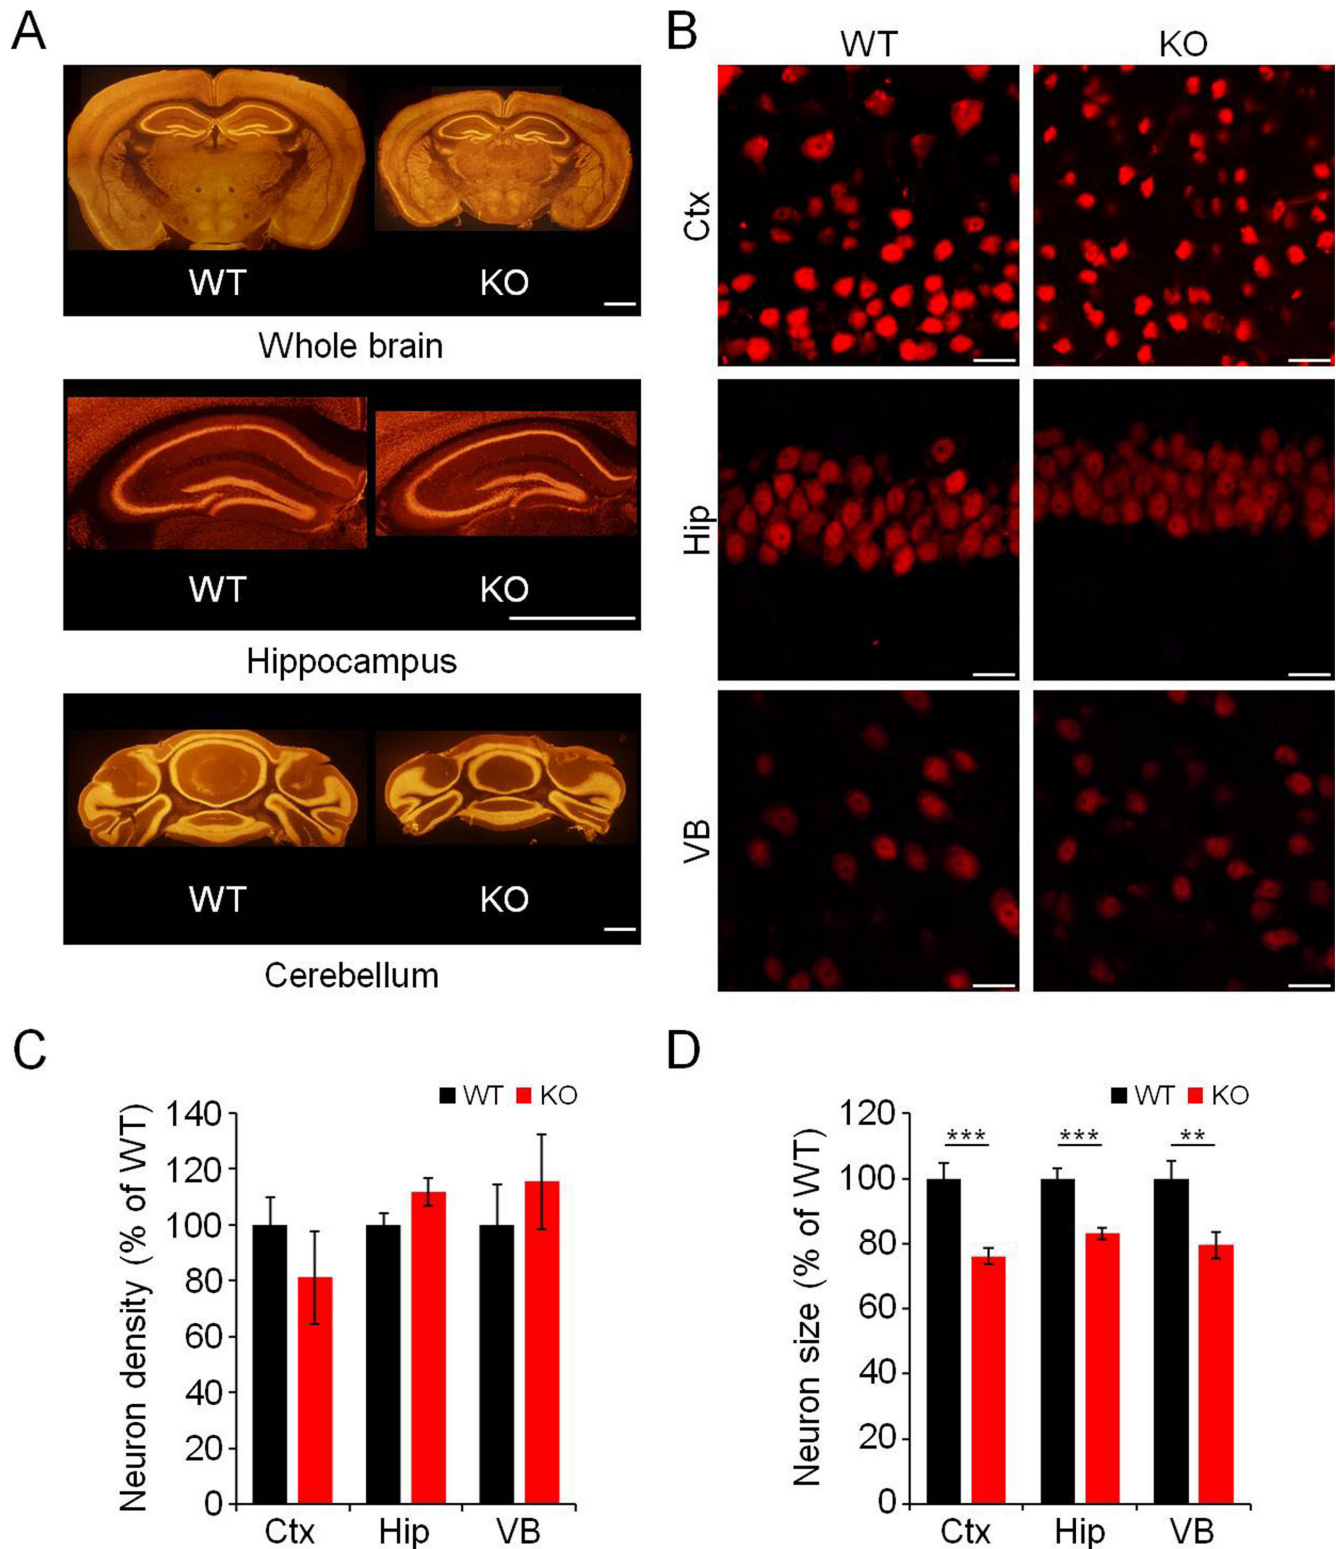 A
WT KO
Whole brain
WT KO
Hippocampus
WT KO
Cerebellum
B
WT KO
Ctx
Hip
VB
C
WT KO
Neuron density (% of WT)
140
120
100
80
60
40
20
0
Ctx Hip VB
D
WT KO
Neuron size (% of WT)
120
100
80
60
40
20
0
*** *** **
Ctx Hip VB